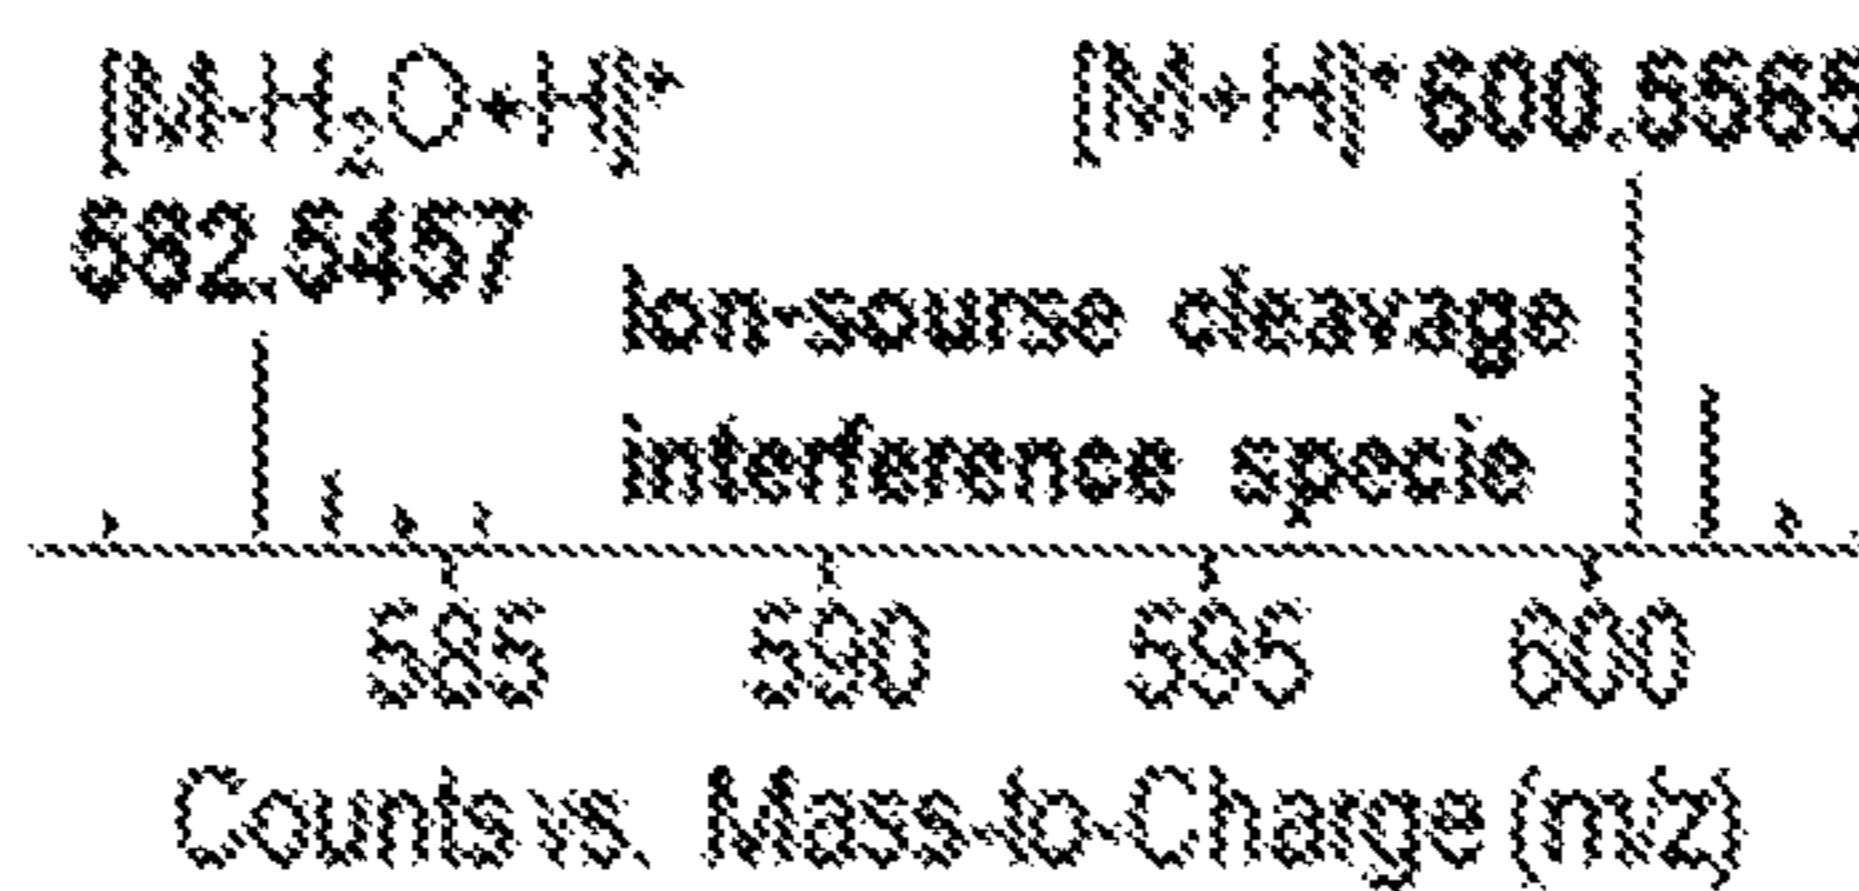 [M-H₂O+H]⁺ [M+H]⁺ 600.5565
582.5457
Ion-sourse cleavage
interference specie
585 590 595 600
Counts vs. Mass-to-Charge (m/z)